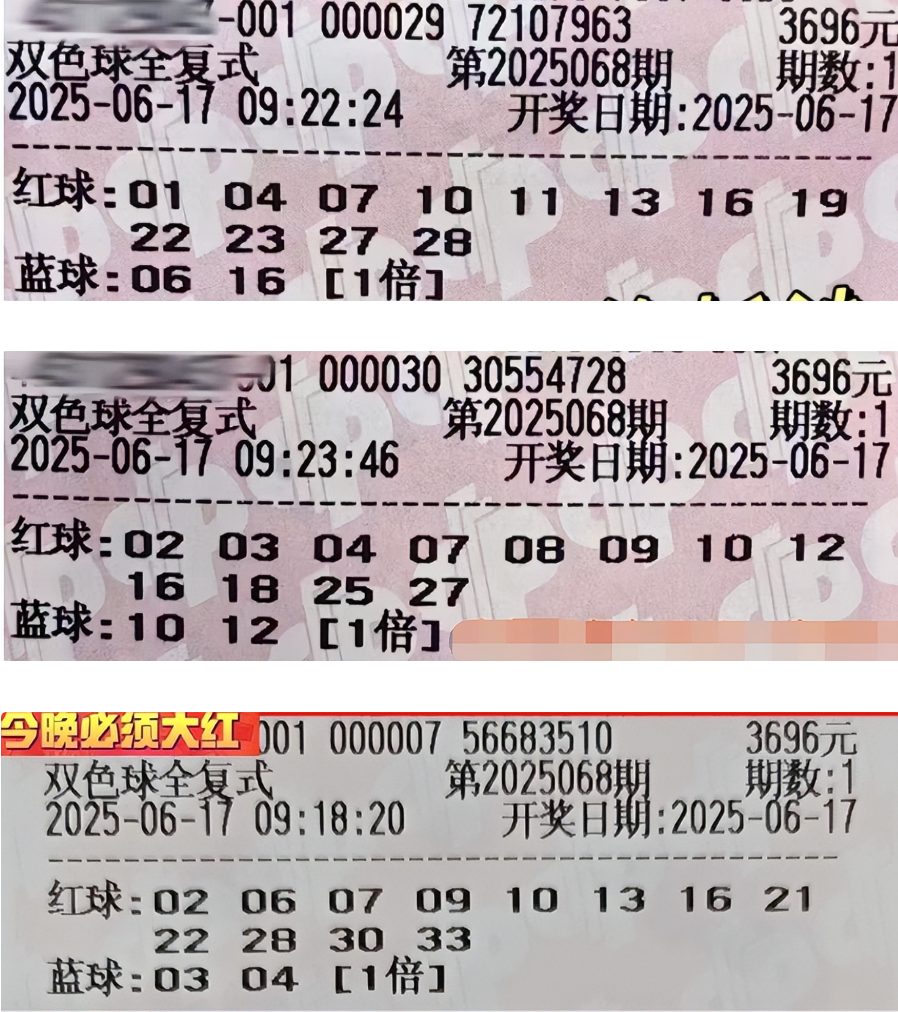 -001 000029 72107963 3696元
双色球全复式 第2025068期 期数:1
2025-06-17 09:22:24 开奖日期:2025-06-17
红球:01 04 07 10 11 13 16 19
22 23 27 28
蓝球:06 16 [1倍]
01 000030 30554728 3696元
双色球全复式 第2025068期 期数:1
2025-06-17 09:23:46 开奖日期:2025-06-17
红球:02 03 04 07 08 09 10 12
16 18 25 27
蓝球:10 12 [1倍]
今晚必须大红
001 000007 56683510 3696元
双色球全复式 第2025068期 期数:1
2025-06-17 09:18:20 开奖日期:2025-06-17
红球:02 06 07 09 10 13 16 21
22 28 30 33
蓝球:03 04 [1倍]